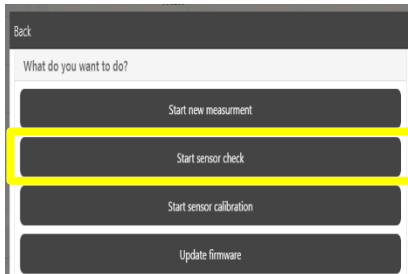 Back
What do you want to do?
Start new measurment
Start sensor check
Start sensor calibration
Update firmware